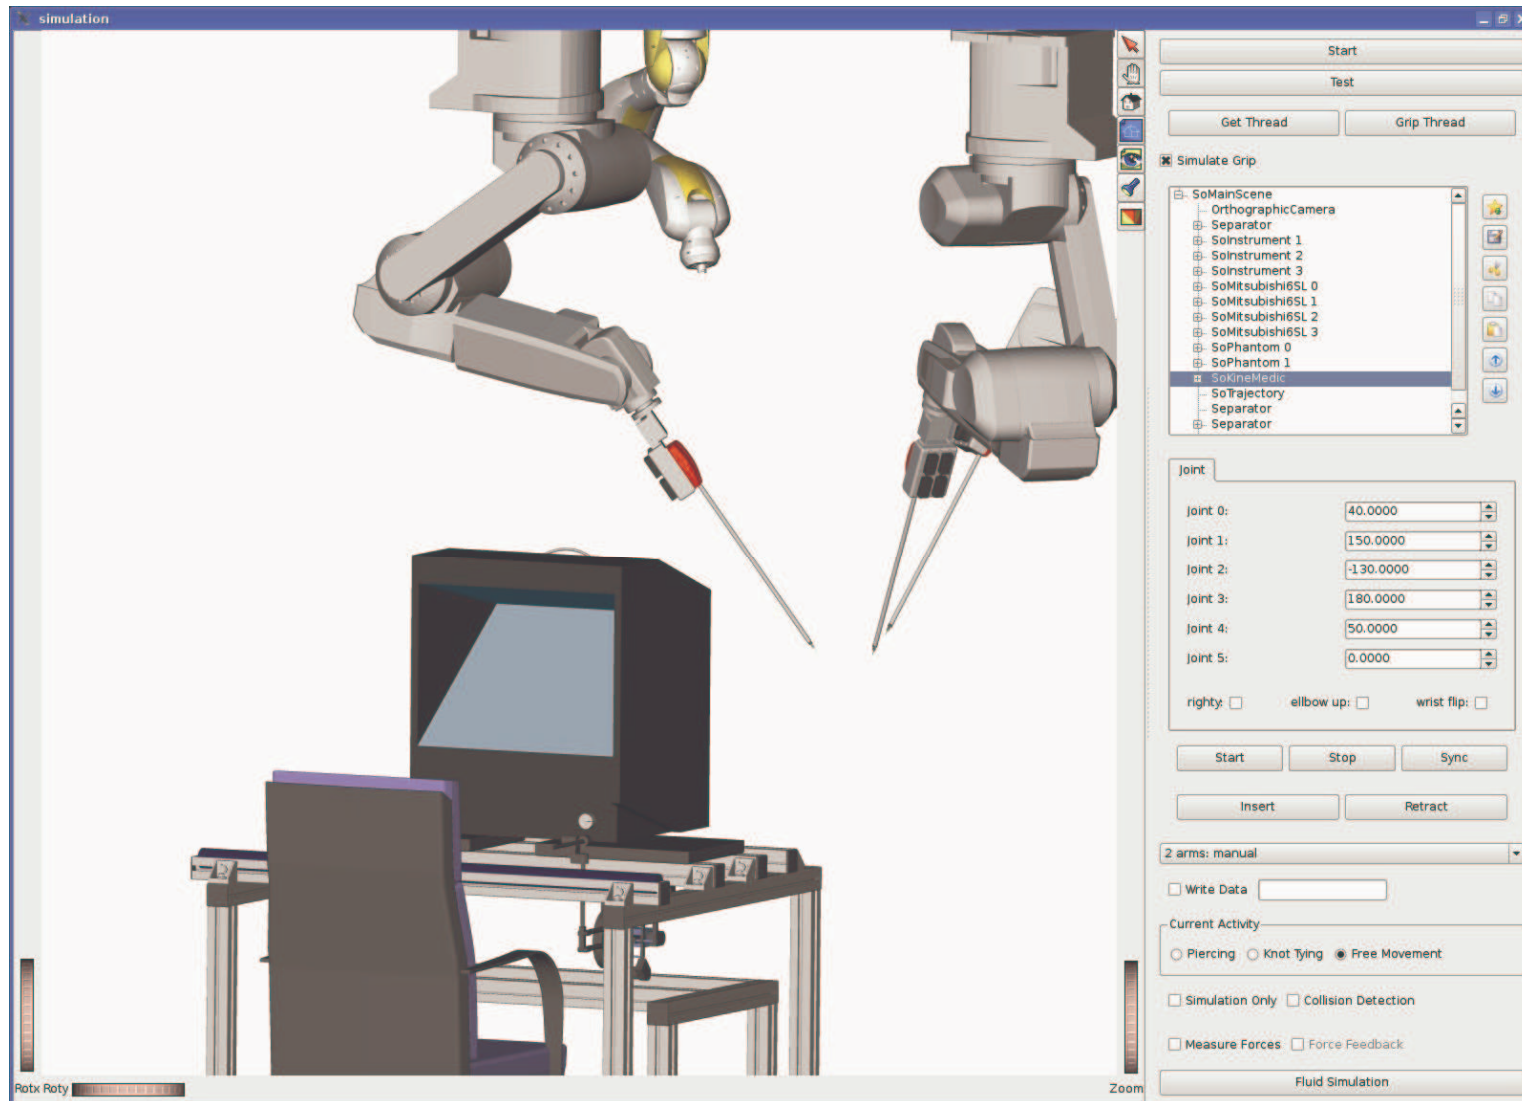 simulation
Start
Test
Get Thread Grip Thread
Simulate Grip
SoMainScene
OrthographicCamera
Separator
SoInstrument 1
SoInstrument 2
SoInstrument 3
SoMitsubishi6SL 0
SoMitsubishi6SL 1
SoMitsubishi6SL 2
SoMitsubishi6SL 3
SoPhantom 0
SoPhantom 1
SoKineMedic
SoTrajectory
Separator
Separator
Joint
Joint 0: 40.0000
Joint 1: 150.0000
Joint 2: -130.0000
Joint 3: 180.0000
Joint 4: 50.0000
Joint 5: 0.0000
righty: ellbow up: wrist flip:
Start Stop Sync
Insert Retract
2 arms: manual
Write Data
Current Activity
Piercing Knot Tying Free Movement
Simulation Only Collision Detection
Measure Forces Force Feedback
Fluid Simulation
Rotx Roty Zoom